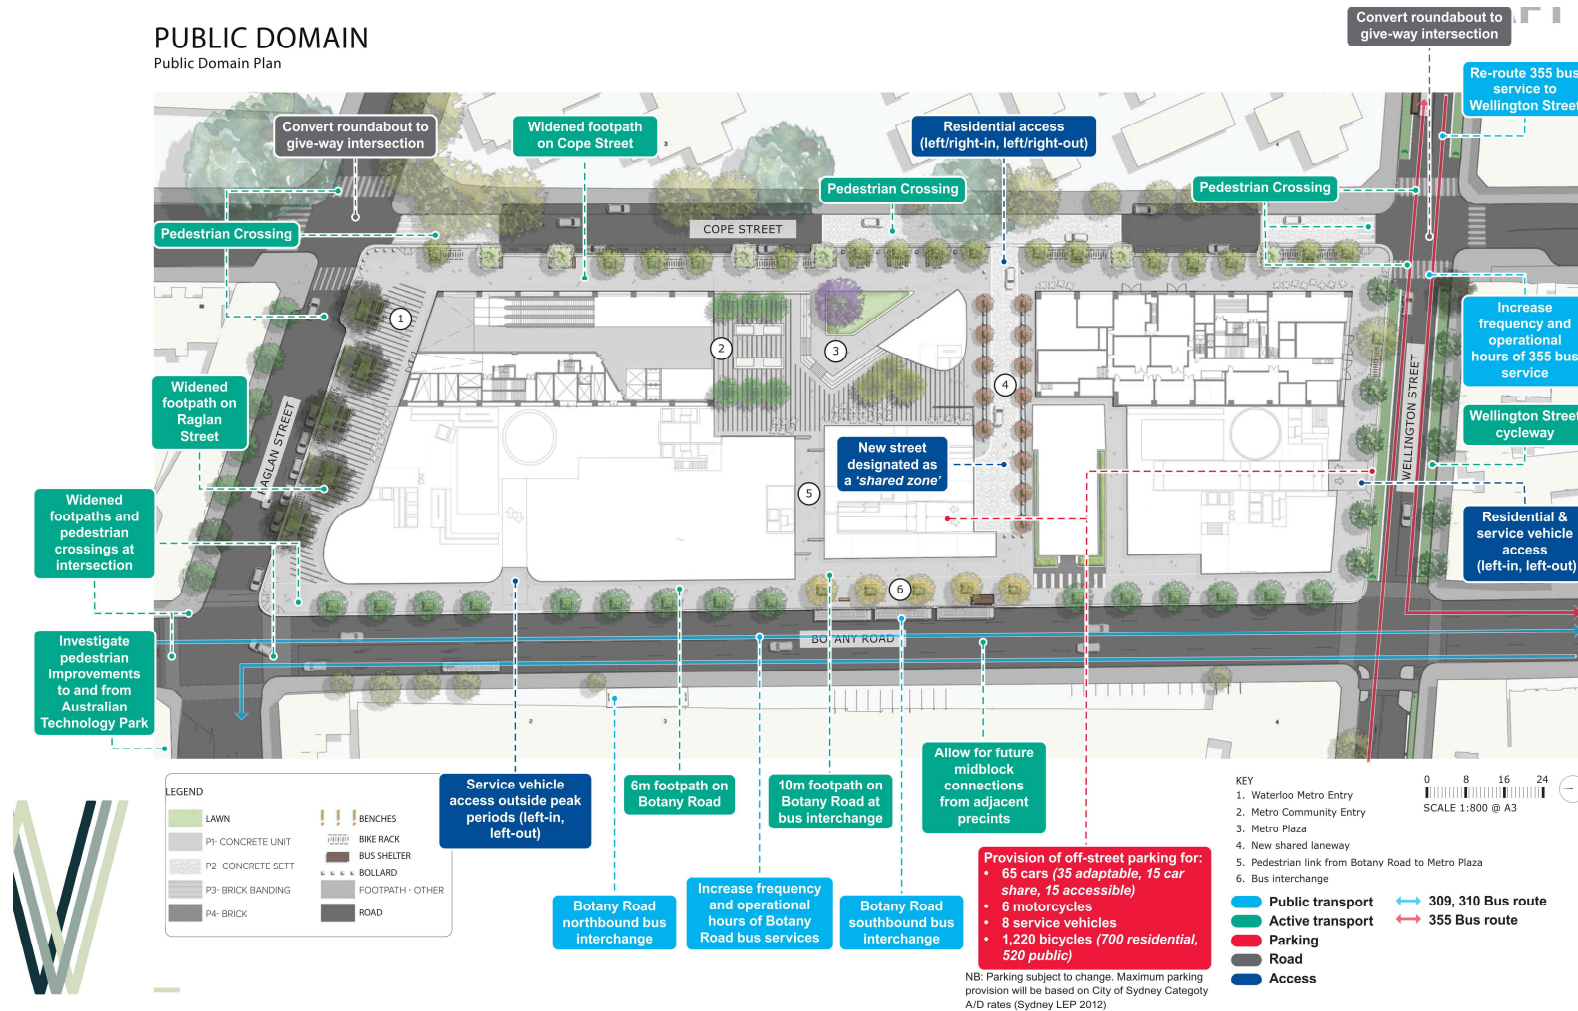 PUBLIC DOMAIN
Public Domain Plan
Convert roundabout to
give-way intersection
Re-route 355 bus
service to
Wellington Street
Convert roundabout to
give-way intersection
Widened footpath
on Cope Street
Residential access
(left/right-in, left/right-out)
3
4
Pedestrian Crossing
Pedestrian Crossing
Pedestrian Crossing
COPE STREET
1
2
3
4
5
6
Increase
frequency and
operational
hours of 355 bus
service
Widened
footpath on
Raglan
Street
RAGLAN STREET
WELLINGTON STREET
Wellington Street
cycleway
New street
designated as
a ‘shared zone’
Widened
footpaths and
pedestrian
crossings at
intersection
Residential &
service vehicle
access
(left-in, left-out)
Investigate
pedestrian
Improvements
to and from
Australian
Technology Park
BOTANY ROAD
2
3
4
LEGEND
LAWN
P1- CONCRETE UNIT
P2- CONCRETE SETT
P3- BRICK BANDING
P4- BRICK
BENCHES
BIKE RACK
BUS SHELTER
BOLLARD
FOOTPATH - OTHER
ROAD
Service vehicle
access outside peak
periods (left-in,
left-out)
6m footpath on
Botany Road
10m footpath on
Botany Road at
bus interchange
Allow for future
midblock
connections
from adjacent
precints
Botany Road
northbound bus
interchange
Increase frequency
and operational
hours of Botany
Road bus services
Botany Road
southbound bus
interchange
Provision of off-street parking for:
• 65 cars (35 adaptable, 15 car
share, 15 accessible)
• 6 motorcycles
• 8 service vehicles
• 1,220 bicycles (700 residential,
520 public)
NB: Parking subject to change. Maximum parking
provision will be based on City of Sydney Categoty
A/D rates (Sydney LEP 2012)
KEY
1. Waterloo Metro Entry
2. Metro Community Entry
3. Metro Plaza
4. New shared laneway
5. Pedestrian link from Botany Road to Metro Plaza
6. Bus interchange
0 8 16 24
SCALE 1:800 @ A3
Public transport
Active transport
Parking
Road
Access
309, 310 Bus route
355 Bus route